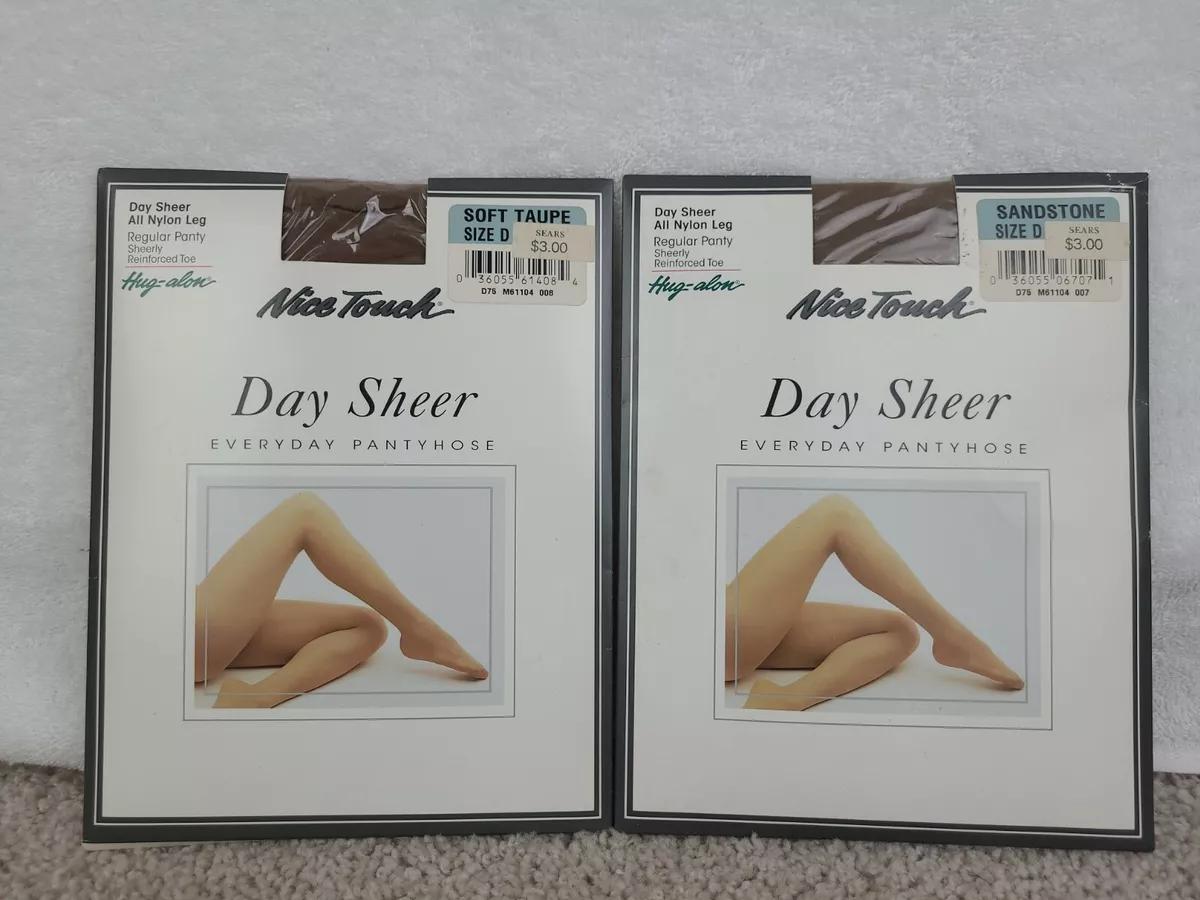 Day Sheer
All Nylon Leg
Regular Panty
Sheerly
Reinforced Toe
Hug-alon®
SOFT TAUPE
SIZE D
SEARS
$3.00
0 36055 61408 4
D75 M61104 008
Nice Touch®
Day Sheer
EVERYDAY PANTYHOSE
Day Sheer
All Nylon Leg
Regular Panty
Sheerly
Reinforced Toe
Hug-alon®
SANDSTONE
SIZE D
SEARS
$3.00
0 36055 06707 1
D75 M61104 007
Nice Touch®
Day Sheer
EVERYDAY PANTYHOSE